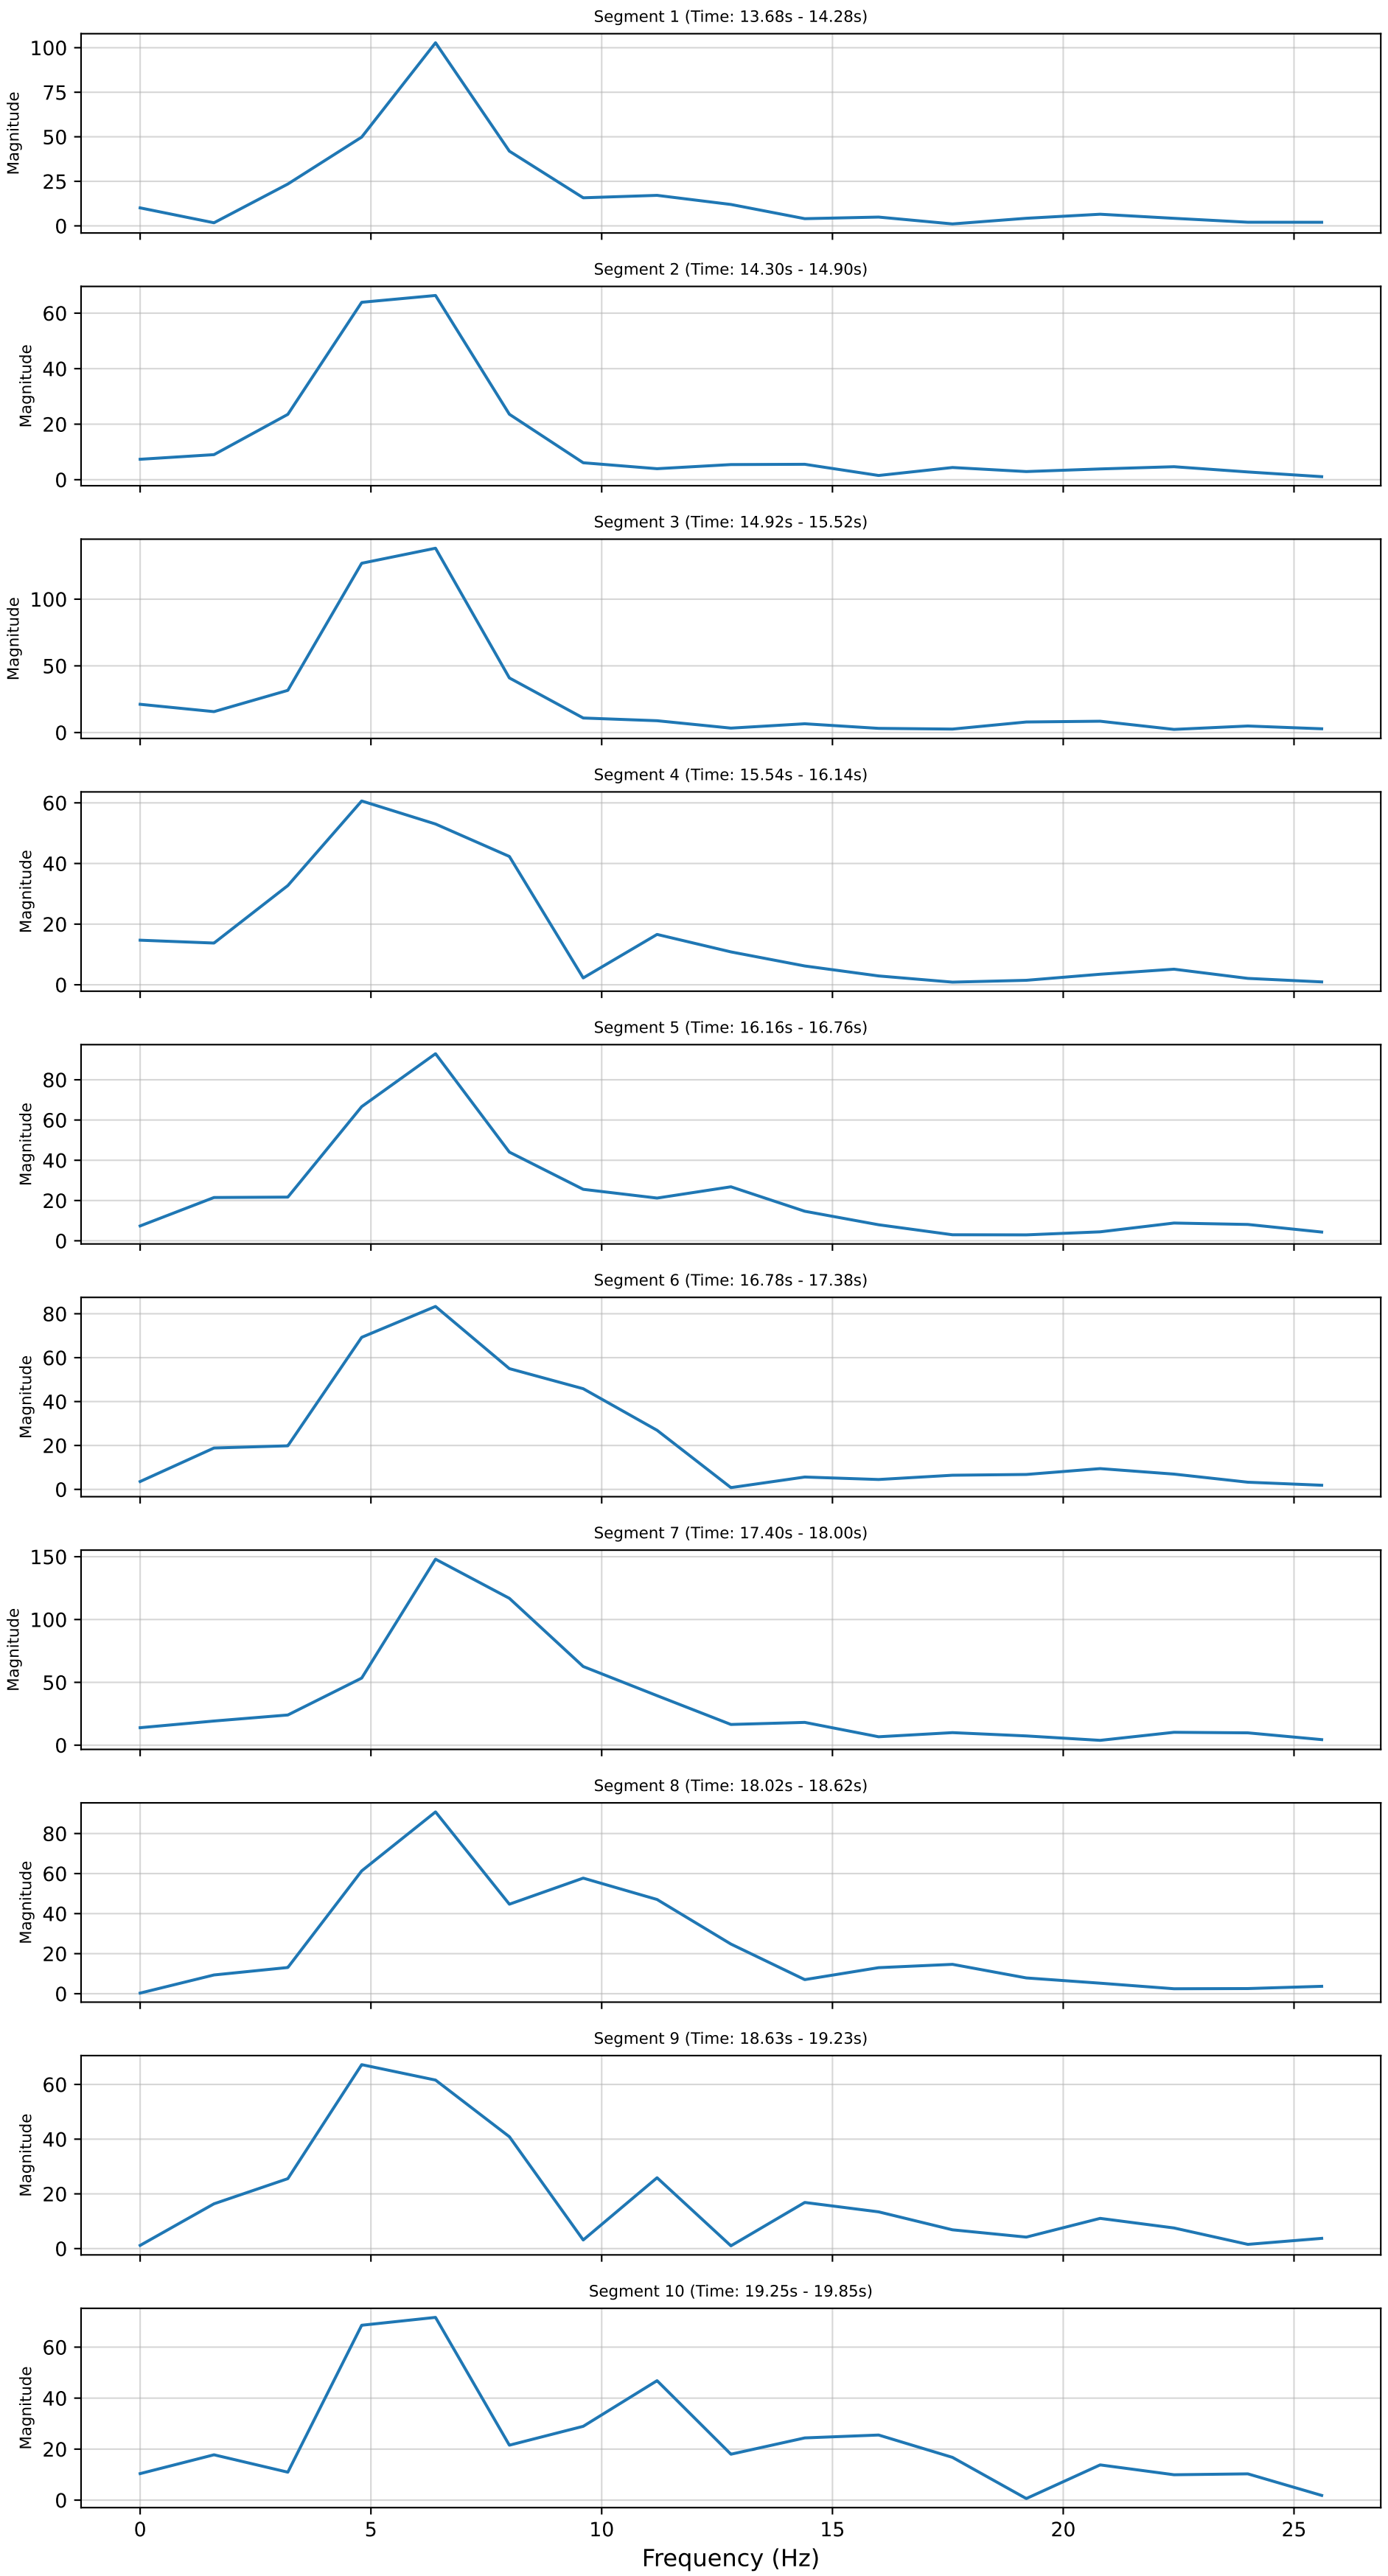 Segment 1 (Time: 13.68s - 14.28s)
Magnitude
100
75
50
25
0
Segment 2 (Time: 14.30s - 14.90s)
Magnitude
60
40
20
0
Segment 3 (Time: 14.92s - 15.52s)
Magnitude
100
50
0
Segment 4 (Time: 15.54s - 16.14s)
Magnitude
60
40
20
0
Segment 5 (Time: 16.16s - 16.76s)
Magnitude
80
60
40
20
0
Segment 6 (Time: 16.78s - 17.38s)
Magnitude
80
60
40
20
0
Segment 7 (Time: 17.40s - 18.00s)
Magnitude
150
100
50
0
Segment 8 (Time: 18.02s - 18.62s)
Magnitude
80
60
40
20
0
Segment 9 (Time: 18.63s - 19.23s)
Magnitude
60
40
20
0
Segment 10 (Time: 19.25s - 19.85s)
Magnitude
60
40
20
0
0 5 10 15 20 25
Frequency (Hz)